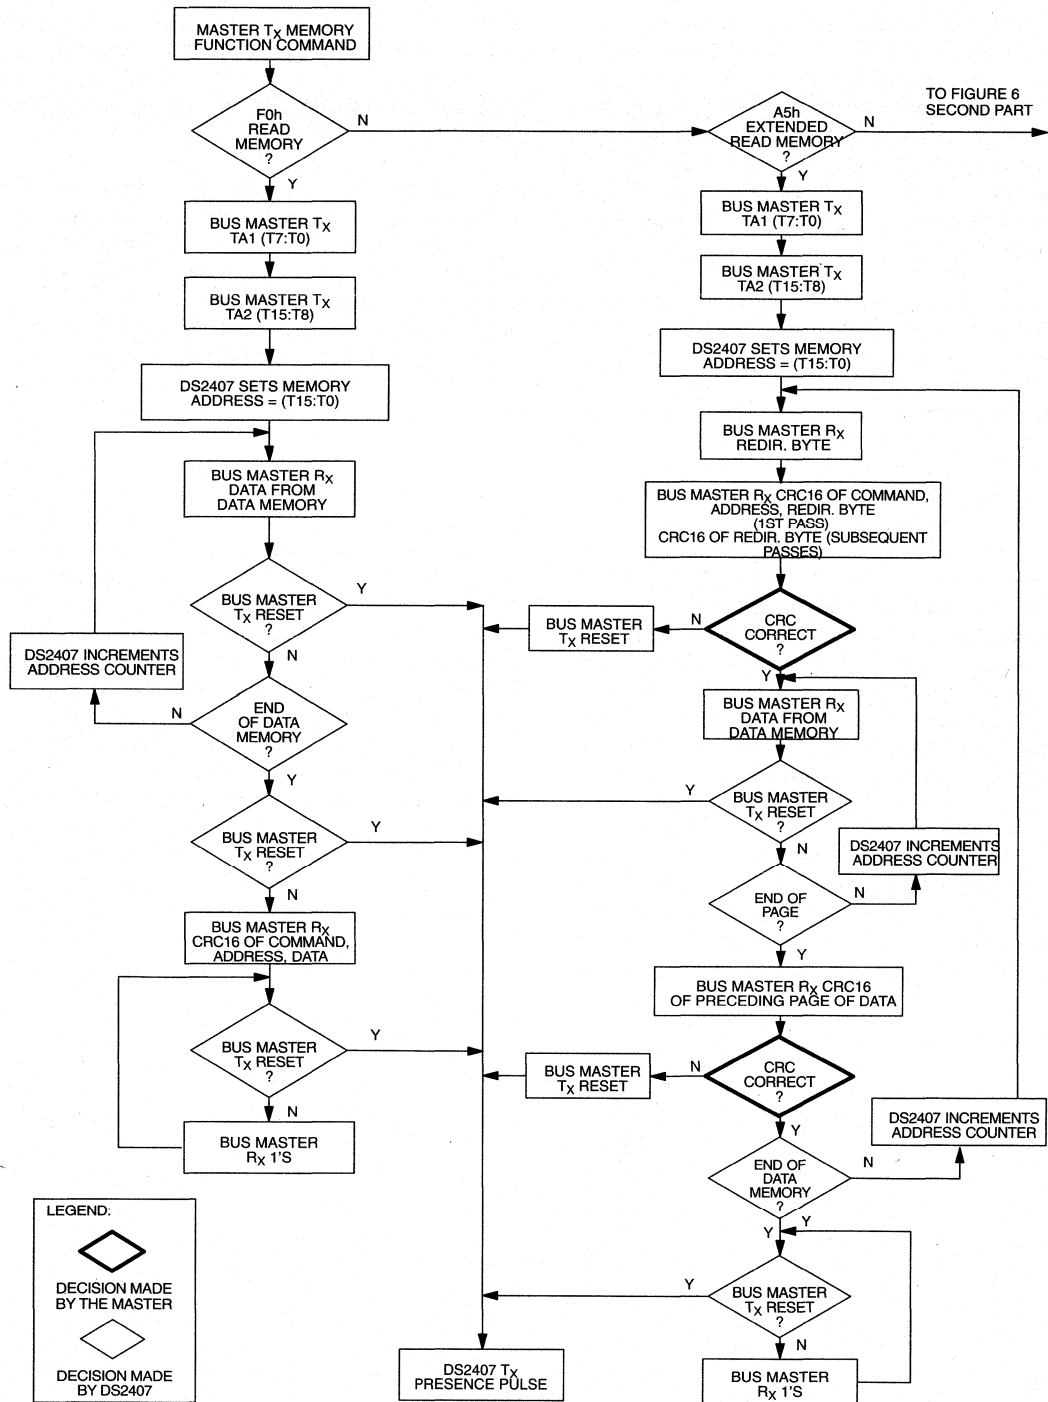 MASTER TX MEMORY
FUNCTION COMMAND
F0h
READ
MEMORY
?
N
Y
BUS MASTER TX
TA1 (T7:T0)
BUS MASTER TX
TA2 (T15:T8)
DS2407 SETS MEMORY
ADDRESS = (T15:T0)
BUS MASTER RX
DATA FROM
DATA MEMORY
BUS MASTER
TX RESET
?
Y
N
DS2407 INCREMENTS
ADDRESS COUNTER
END
OF DATA
MEMORY
?
N
Y
BUS MASTER
TX RESET
?
Y
N
BUS MASTER RX
CRC16 OF COMMAND,
ADDRESS, DATA
BUS MASTER
TX RESET
?
Y
N
BUS MASTER
RX 1'S
LEGEND:
DECISION MADE
BY THE MASTER
DECISION MADE
BY DS2407
A5h
EXTENDED
READ MEMORY
?
N
TO FIGURE 6
SECOND PART
Y
BUS MASTER TX
TA1 (T7:T0)
BUS MASTER TX
TA2 (T15:T8)
DS2407 SETS MEMORY
ADDRESS = (T15:T0)
BUS MASTER RX
REDIR. BYTE
BUS MASTER RX CRC16 OF COMMAND,
ADDRESS, REDIR. BYTE
(1ST PASS)
CRC16 OF REDIR. BYTE (SUBSEQUENT
PASSES)
CRC
CORRECT
?
N
BUS MASTER
TX RESET
Y
BUS MASTER RX
DATA FROM
DATA MEMORY
BUS MASTER
TX RESET
?
Y
N
DS2407 INCREMENTS
ADDRESS COUNTER
END OF
PAGE
?
N
Y
BUS MASTER RX CRC16
OF PRECEDING PAGE OF DATA
CRC
CORRECT
?
N
BUS MASTER
TX RESET
Y
DS2407 INCREMENTS
ADDRESS COUNTER
END OF
DATA
MEMORY
?
N
Y
Y
BUS MASTER
TX RESET
?
Y
N
BUS MASTER
RX 1'S
DS2407 TX
PRESENCE PULSE